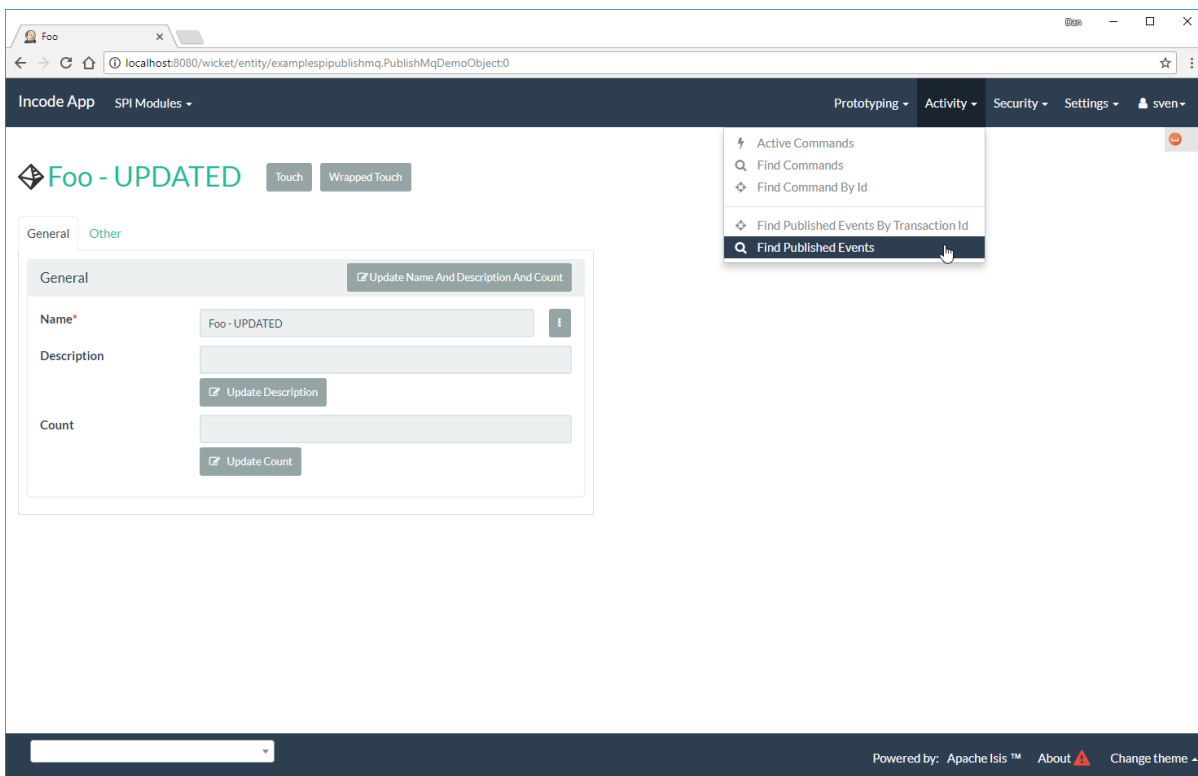 Foo
Dan
localhost:8080/wicket/entity/examplespipublishmq.PublishMqDemoObject:0
Incode App SPI Modules Prototyping Activity Security Settings sven
Active Commands
Find Commands
Find Command By Id
Find Published Events By Transaction Id
Find Published Events
Foo - UPDATED Touch Wrapped Touch
General Other
General Update Name And Description And Count
Name* Foo - UPDATED
Description
Update Description
Count
Update Count
Powered by: Apache Isis ™ About Change theme